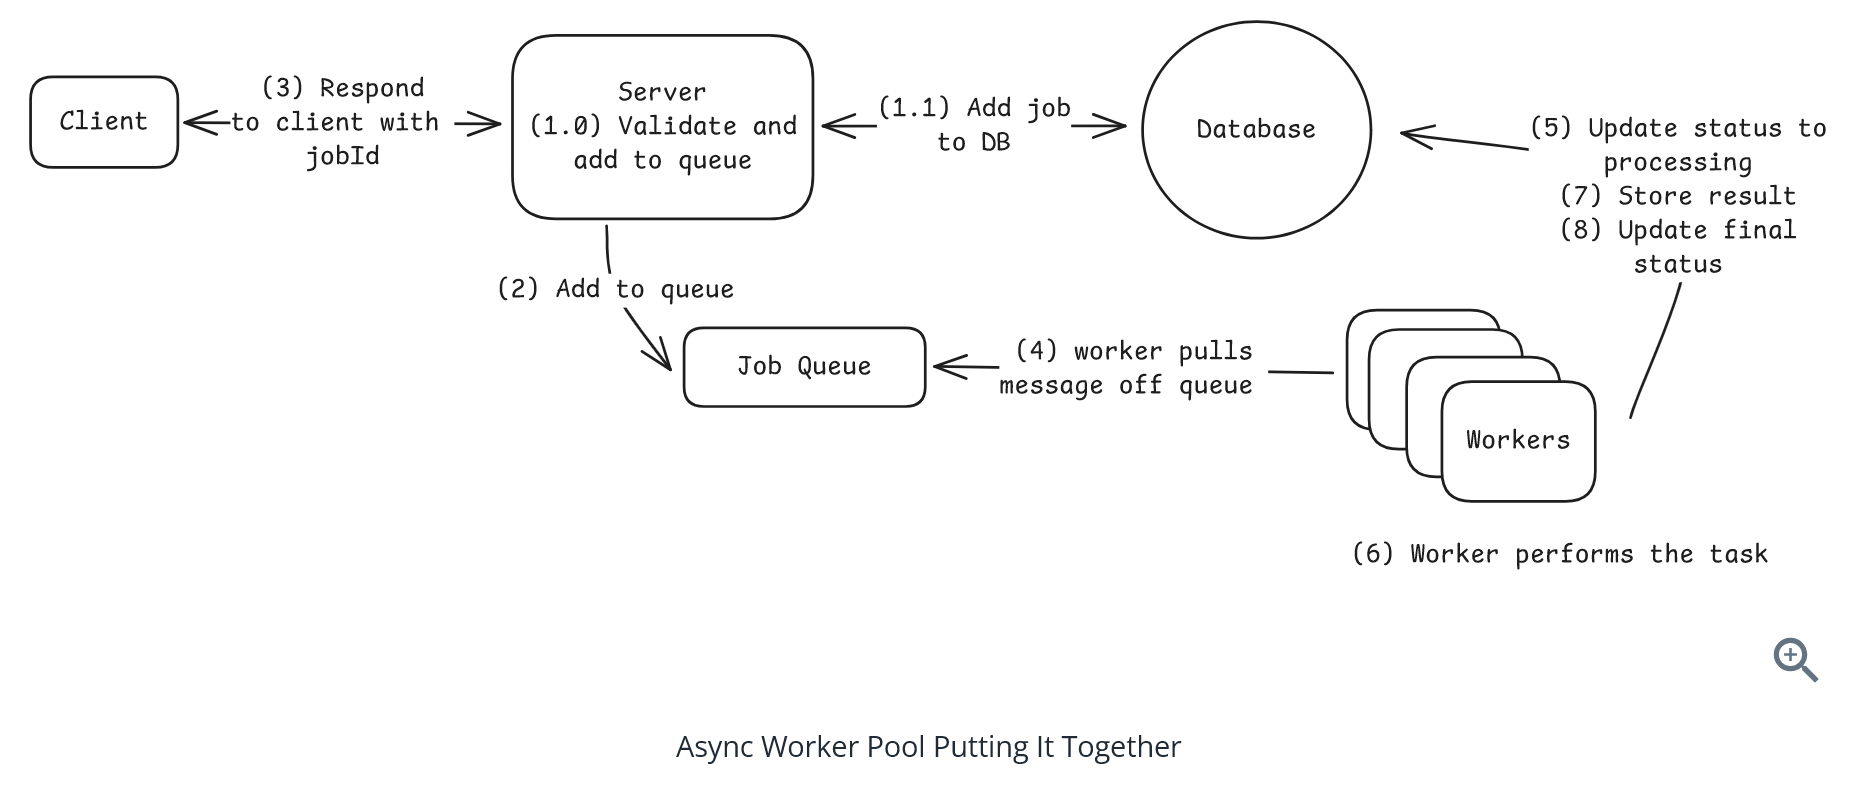 Client
(3) Respond
to client with
jobId
Server
(1.0) Validate and
add to queue
(1.1) Add job
to DB
Database
(5) Update status to
processing
(7) Store result
(8) Update final
status
(2) Add to queue
Job Queue
(4) worker pulls
message off queue
Workers
(6) Worker performs the task
Async Worker Pool Putting It Together